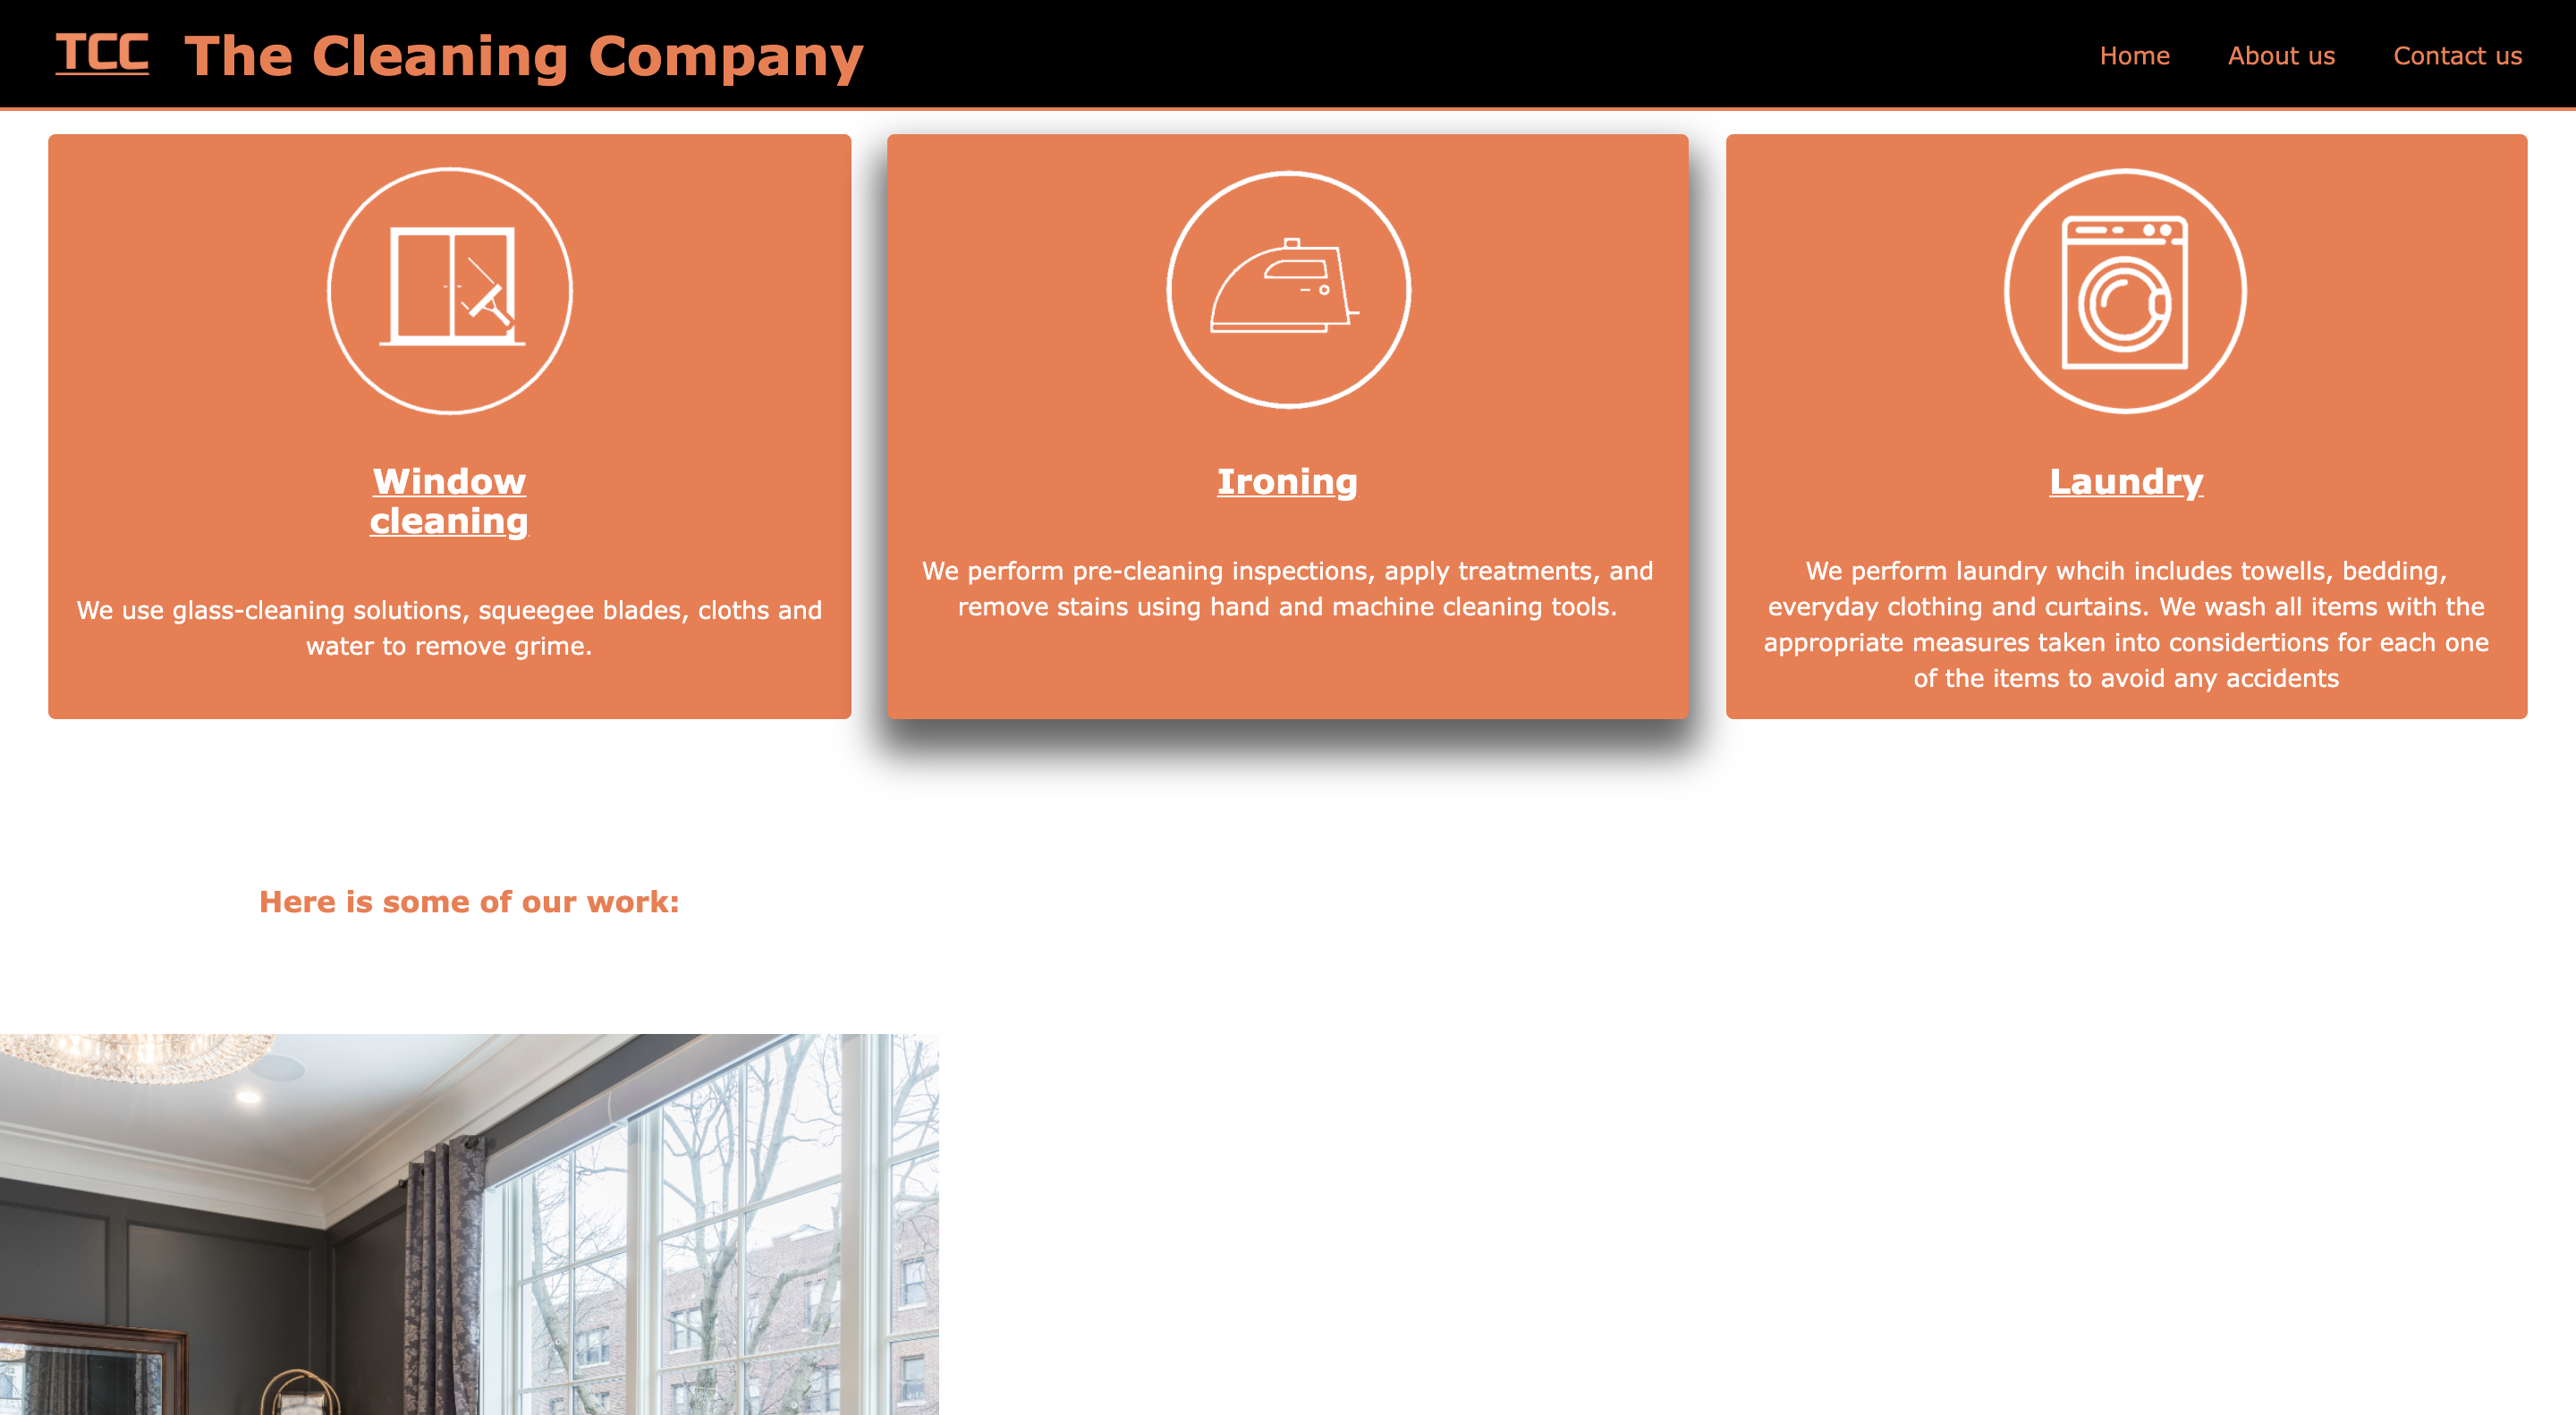 TCC The Cleaning Company
Home About us Contact us
Window
cleaning
We use glass-cleaning solutions, squeegee blades, cloths and
water to remove grime.
Ironing
We perform pre-cleaning inspections, apply treatments, and
remove stains using hand and machine cleaning tools.
Laundry
We perform laundry whcih includes towells, bedding,
everyday clothing and curtains. We wash all items with the
appropriate measures taken into considertions for each one
of the items to avoid any accidents
Here is some of our work: